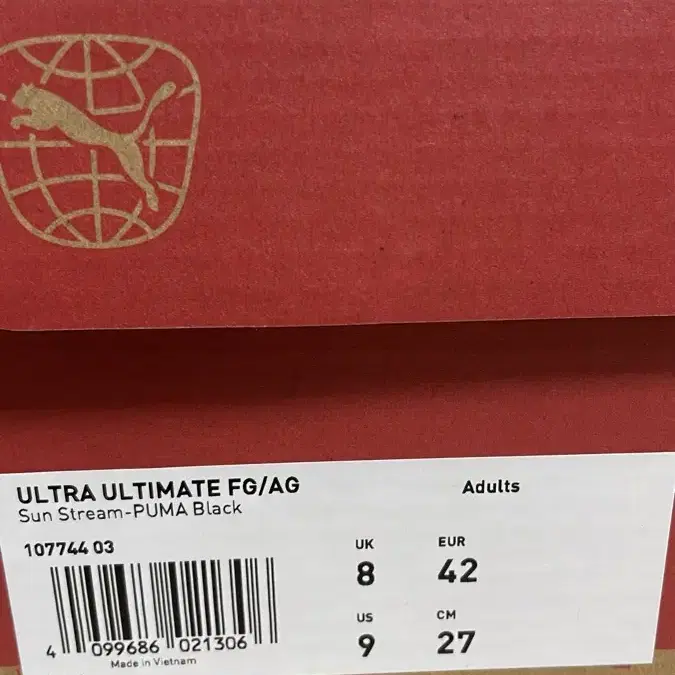 ULTRA ULTIMATE FG/AG
Adults
Sun Stream-PUMA Black
107744 03
UK
EUR
8
42
US
CM
9
27
4 099686 021306
Made in Vietnam